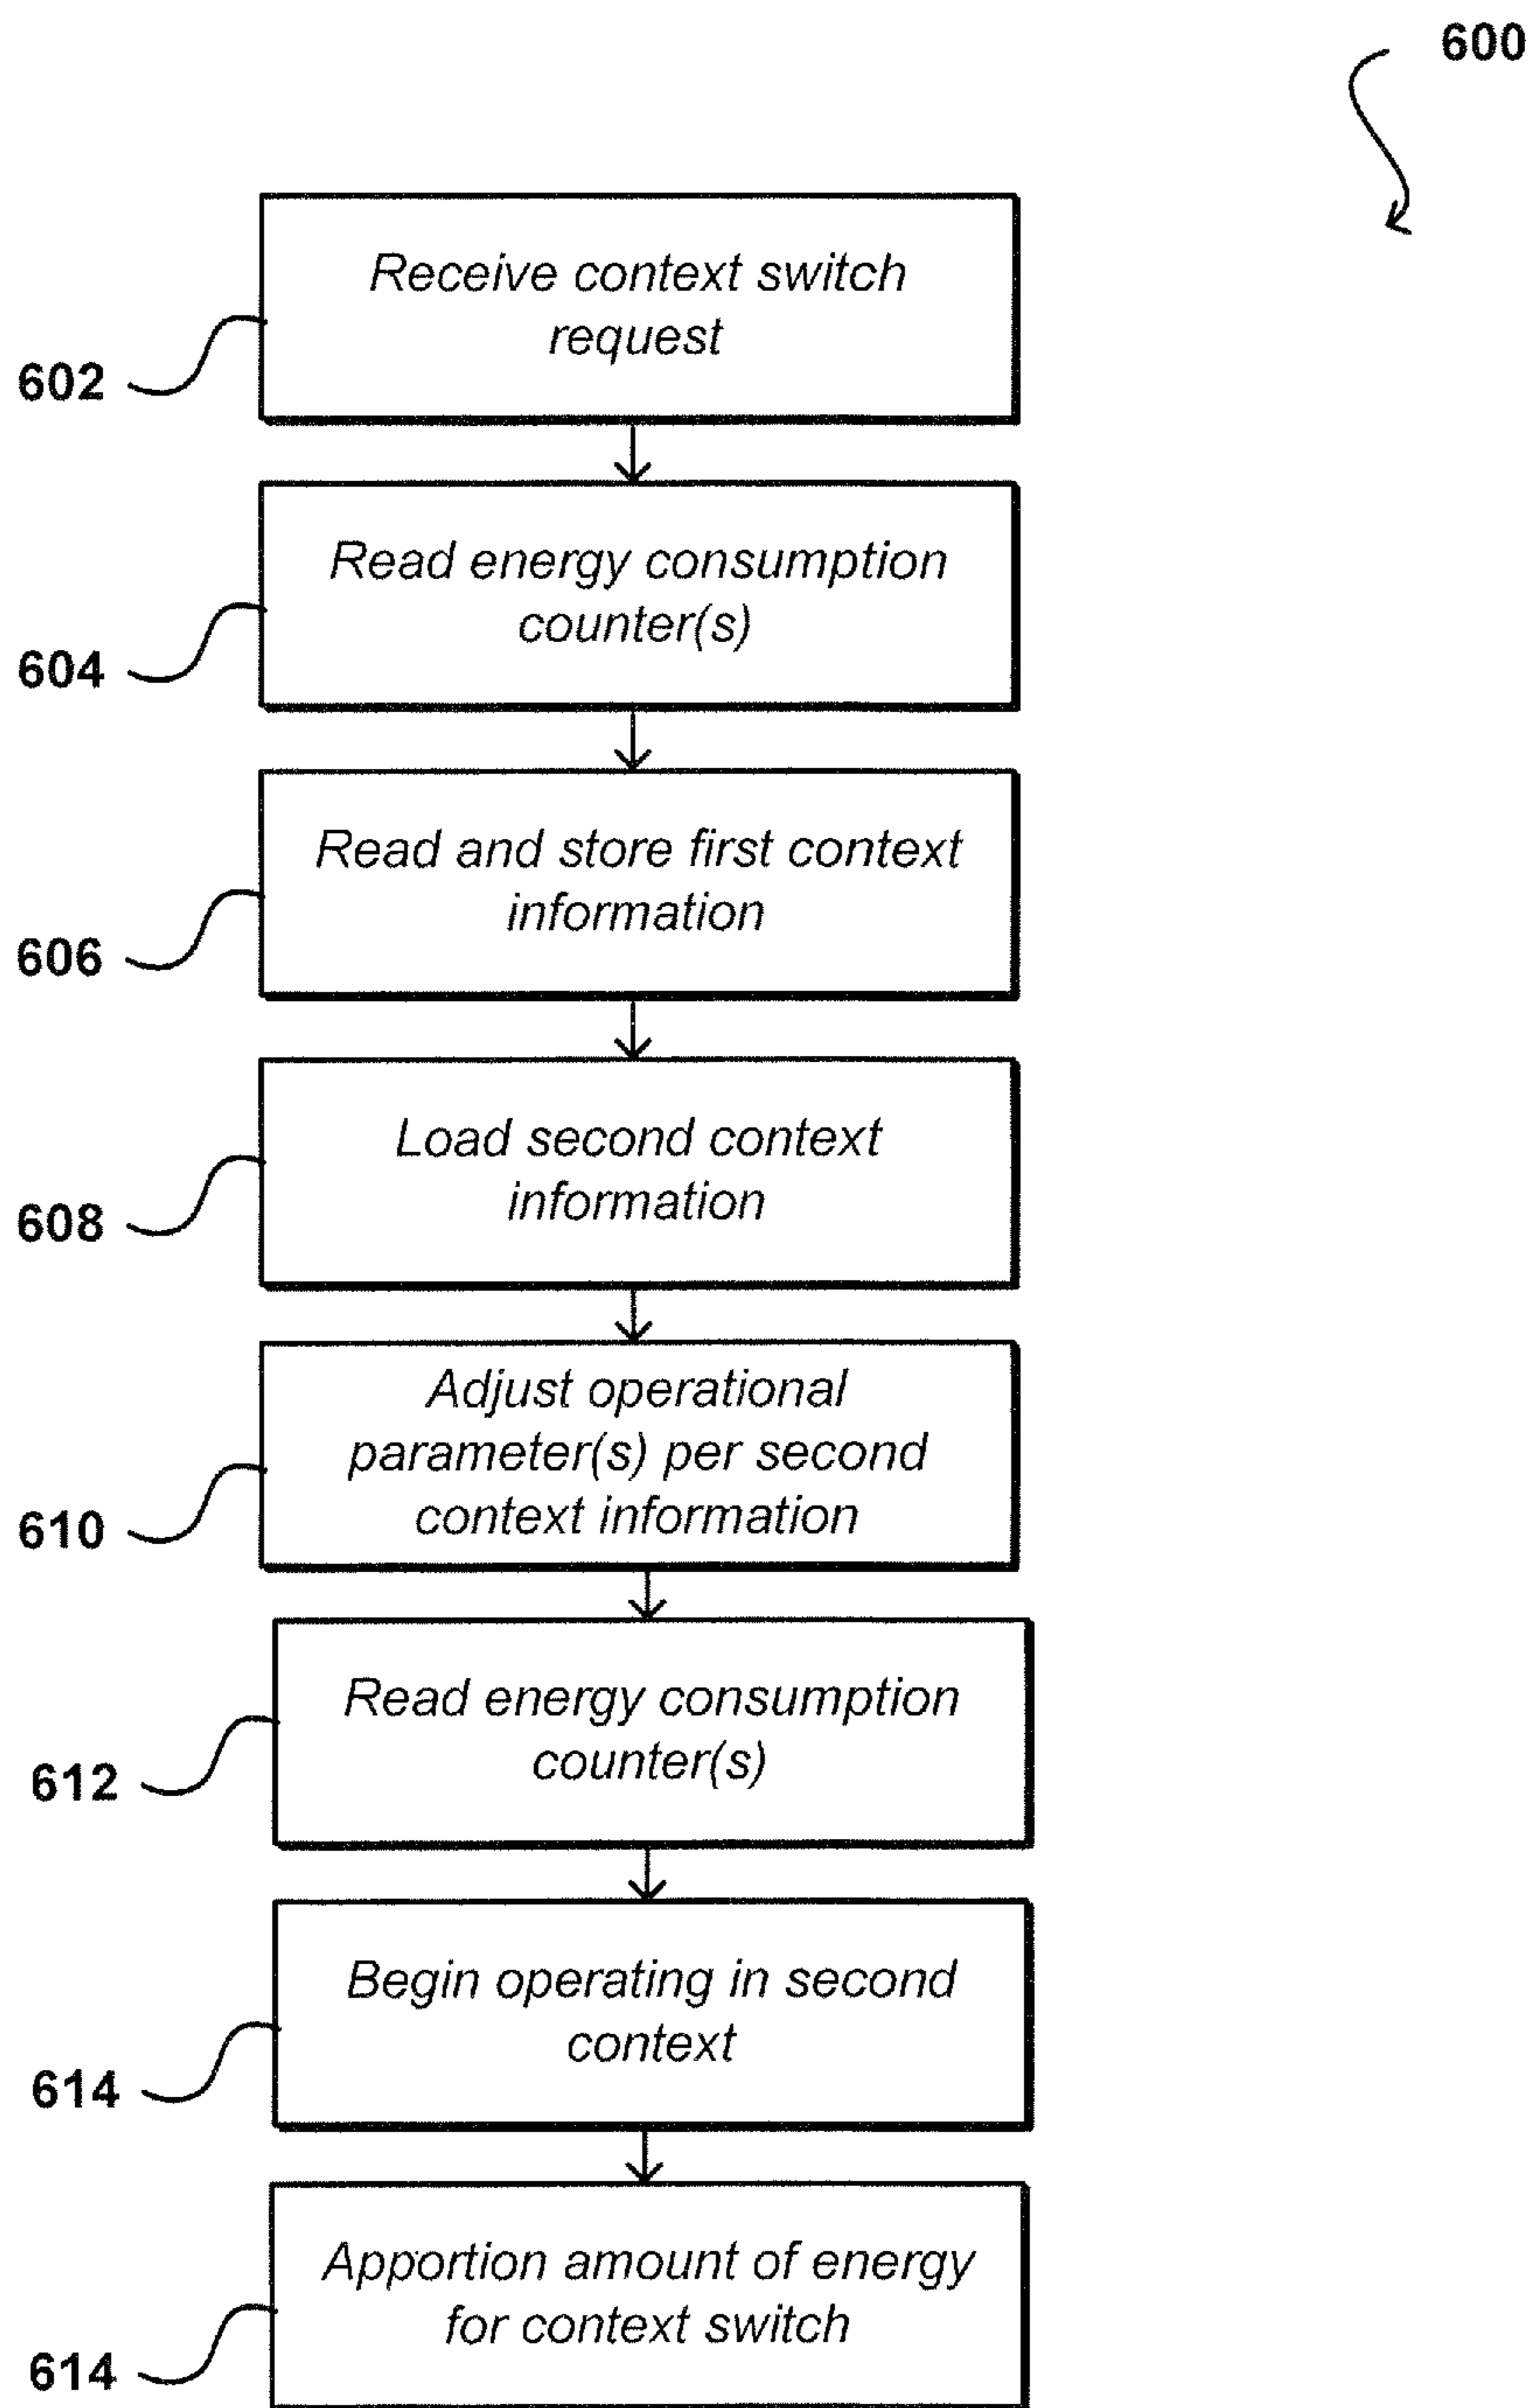 600
Receive context switch
request
602
Read energy consumption
counter(s)
604
Read and store first context
information
606
Load second context
information
608
Adjust operational
parameter(s) per second
context information
610
Read energy consumption
counter(s)
612
Begin operating in second
context
614
Apportion amount of energy
for context switch
614